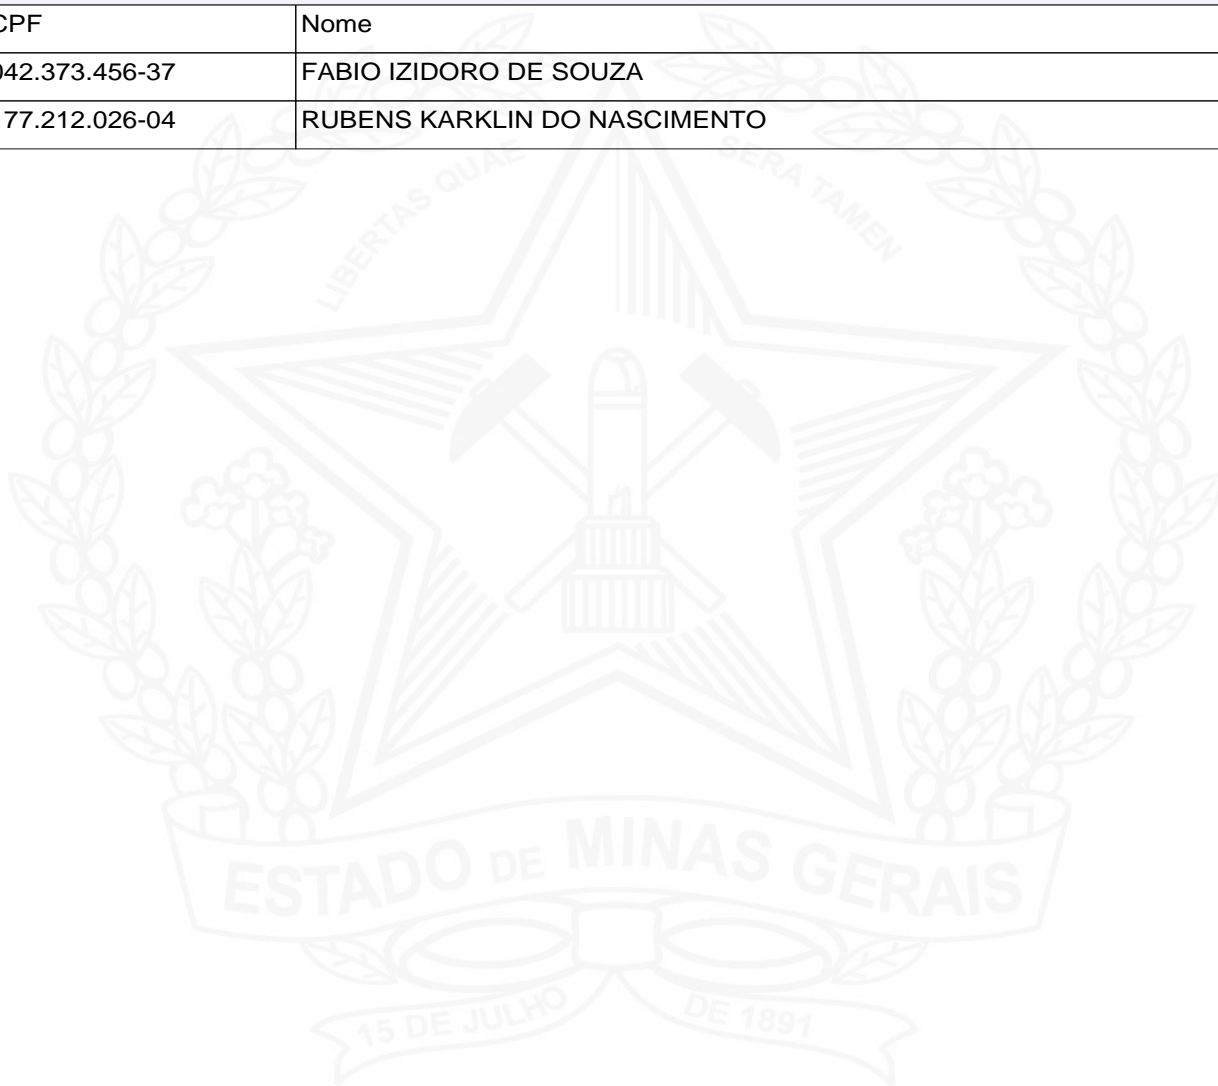 CPF Nome
042.373.456-37 FABIO IZIDORO DE SOUZA
77.212.026-04 RUBENS KARKLIN DO NASCIMENTO
LIBERTAS QUAE SERA TAMEN
ESTADO DE MINAS GERAIS
15 DE JULHO DE 1891